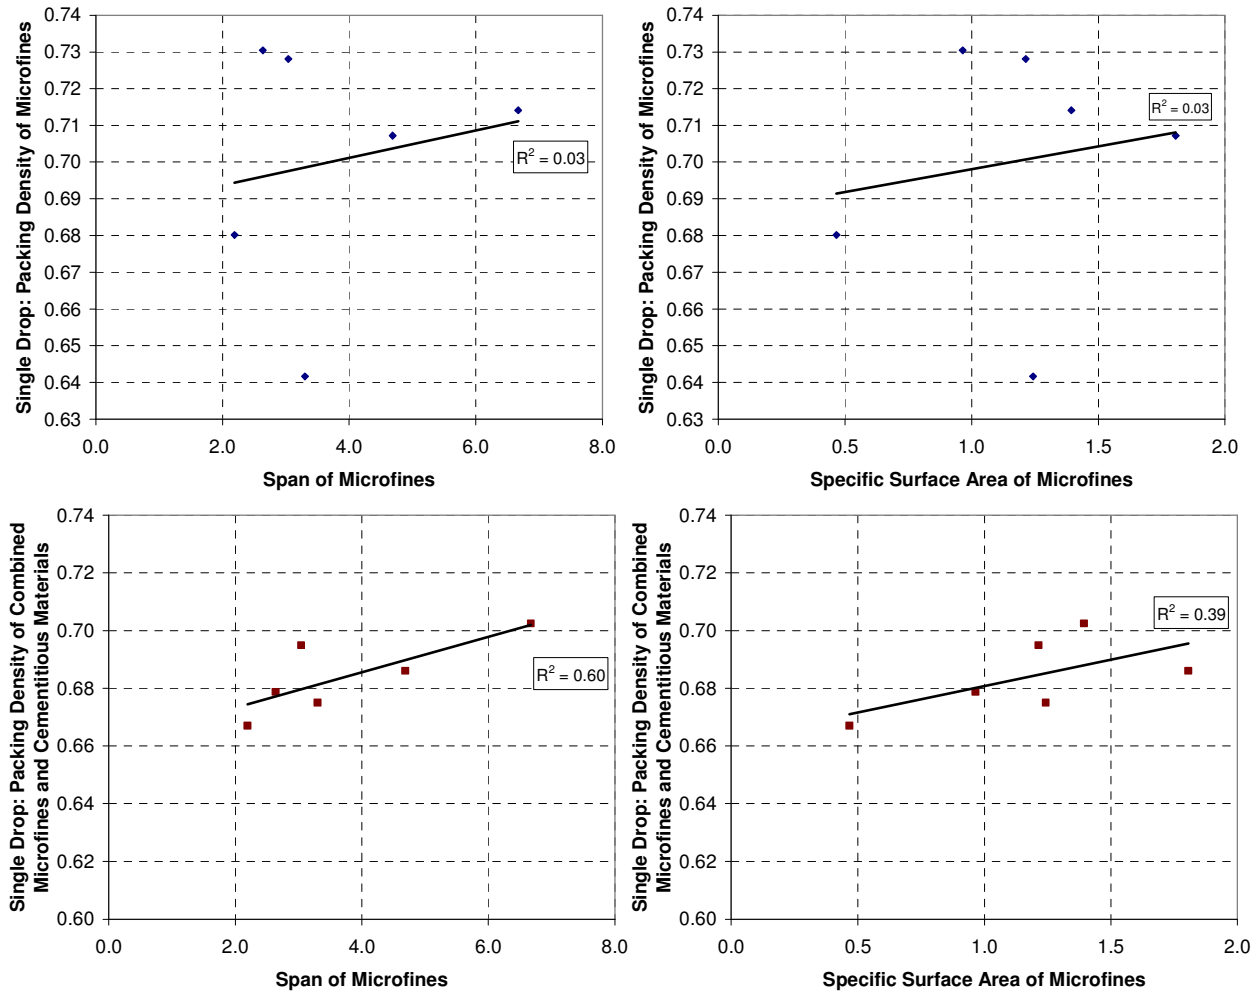 Single Drop: Packing Density of Microfines
0.74
0.73
0.72
0.71
0.70
0.69
0.68
0.67
0.66
0.65
0.64
0.63
R² = 0.03
0.0 2.0 4.0 6.0 8.0
Span of Microfines
Single Drop: Packing Density of Microfines
0.74
0.73
0.72
0.71
0.70
0.69
0.68
0.67
0.66
0.65
0.64
0.63
R² = 0.03
0.0 0.5 1.0 1.5 2.0
Specific Surface Area of Microfines
Single Drop: Packing Density of Combined
Microfines and Cementitious Materials
0.74
0.72
0.70
0.68
0.66
0.64
0.62
0.60
R² = 0.60
0.0 2.0 4.0 6.0 8.0
Span of Microfines
Single Drop: Packing Density of Combined
Microfines and Cementitious Materials
0.74
0.72
0.70
0.68
0.66
0.64
0.62
0.60
R² = 0.39
0.0 0.5 1.0 1.5 2.0
Specific Surface Area of Microfines